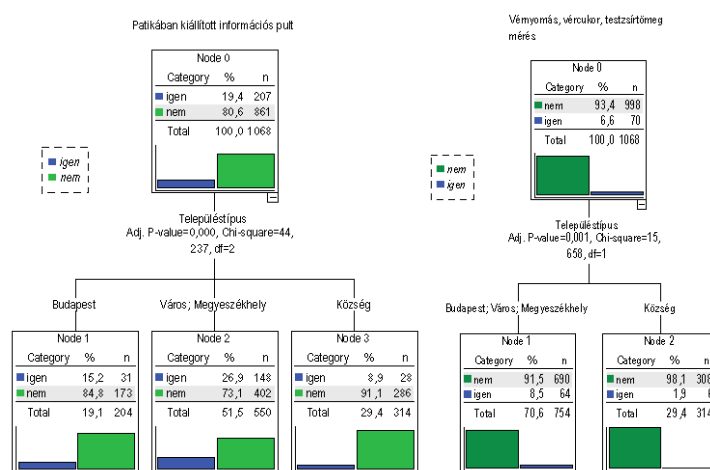 Patikában kiállított információs pult
Node 0
Category % n
igen 19,4 207
nem 80,6 861
Total 100,0 1068
igen
nem
Településtípus
Adj. P-value=0,000, Chi-square=44,
237, df=2
Budapest
Város; Megyeszékhely
Község
Node 1
Category % n
igen 15,2 31
nem 84,8 173
Total 19,1 204
Node 2
Category % n
igen 26,9 148
nem 73,1 402
Total 51,5 550
Node 3
Category % n
igen 8,9 28
nem 91,1 286
Total 29,4 314
Vérnyomás, vércukor, testzsírtömeg
mérés
Node 0
Category % n
nem 93,4 998
igen 6,6 70
Total 100,0 1068
nem
igen
Településtípus
Adj. P-value=0,001, Chi-square=15,
658, df=1
Budapest; Város; Megyeszékhely
Község
Node 1
Category % n
nem 91,5 690
igen 8,5 64
Total 70,6 754
Node 2
Category % n
nem 98,1 308
igen 1,9
Total 29,4 314